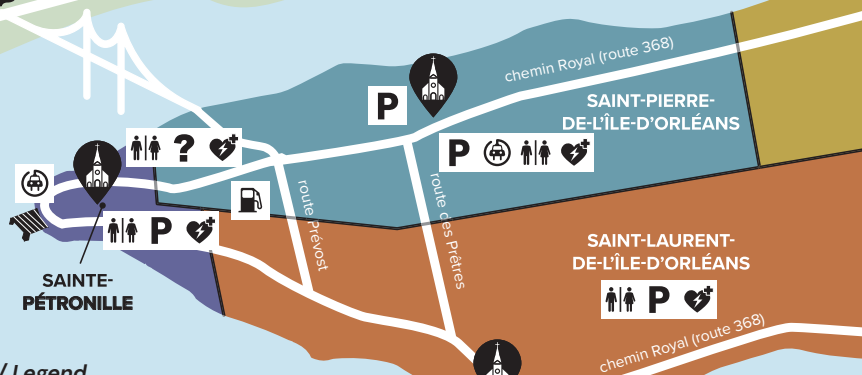 chemin Royal (route 368)
P
SAINT-PIERRE-
DE-L'ÎLE-D'ORLÉANS
?
P
route Prévost
route des Prêtres
P
SAINT-LAURENT-
DE-L'ÎLE-D'ORLÉANS
SAINTE-
PÉTRONILLE
P
chemin Royal (route 368)
/ Legend